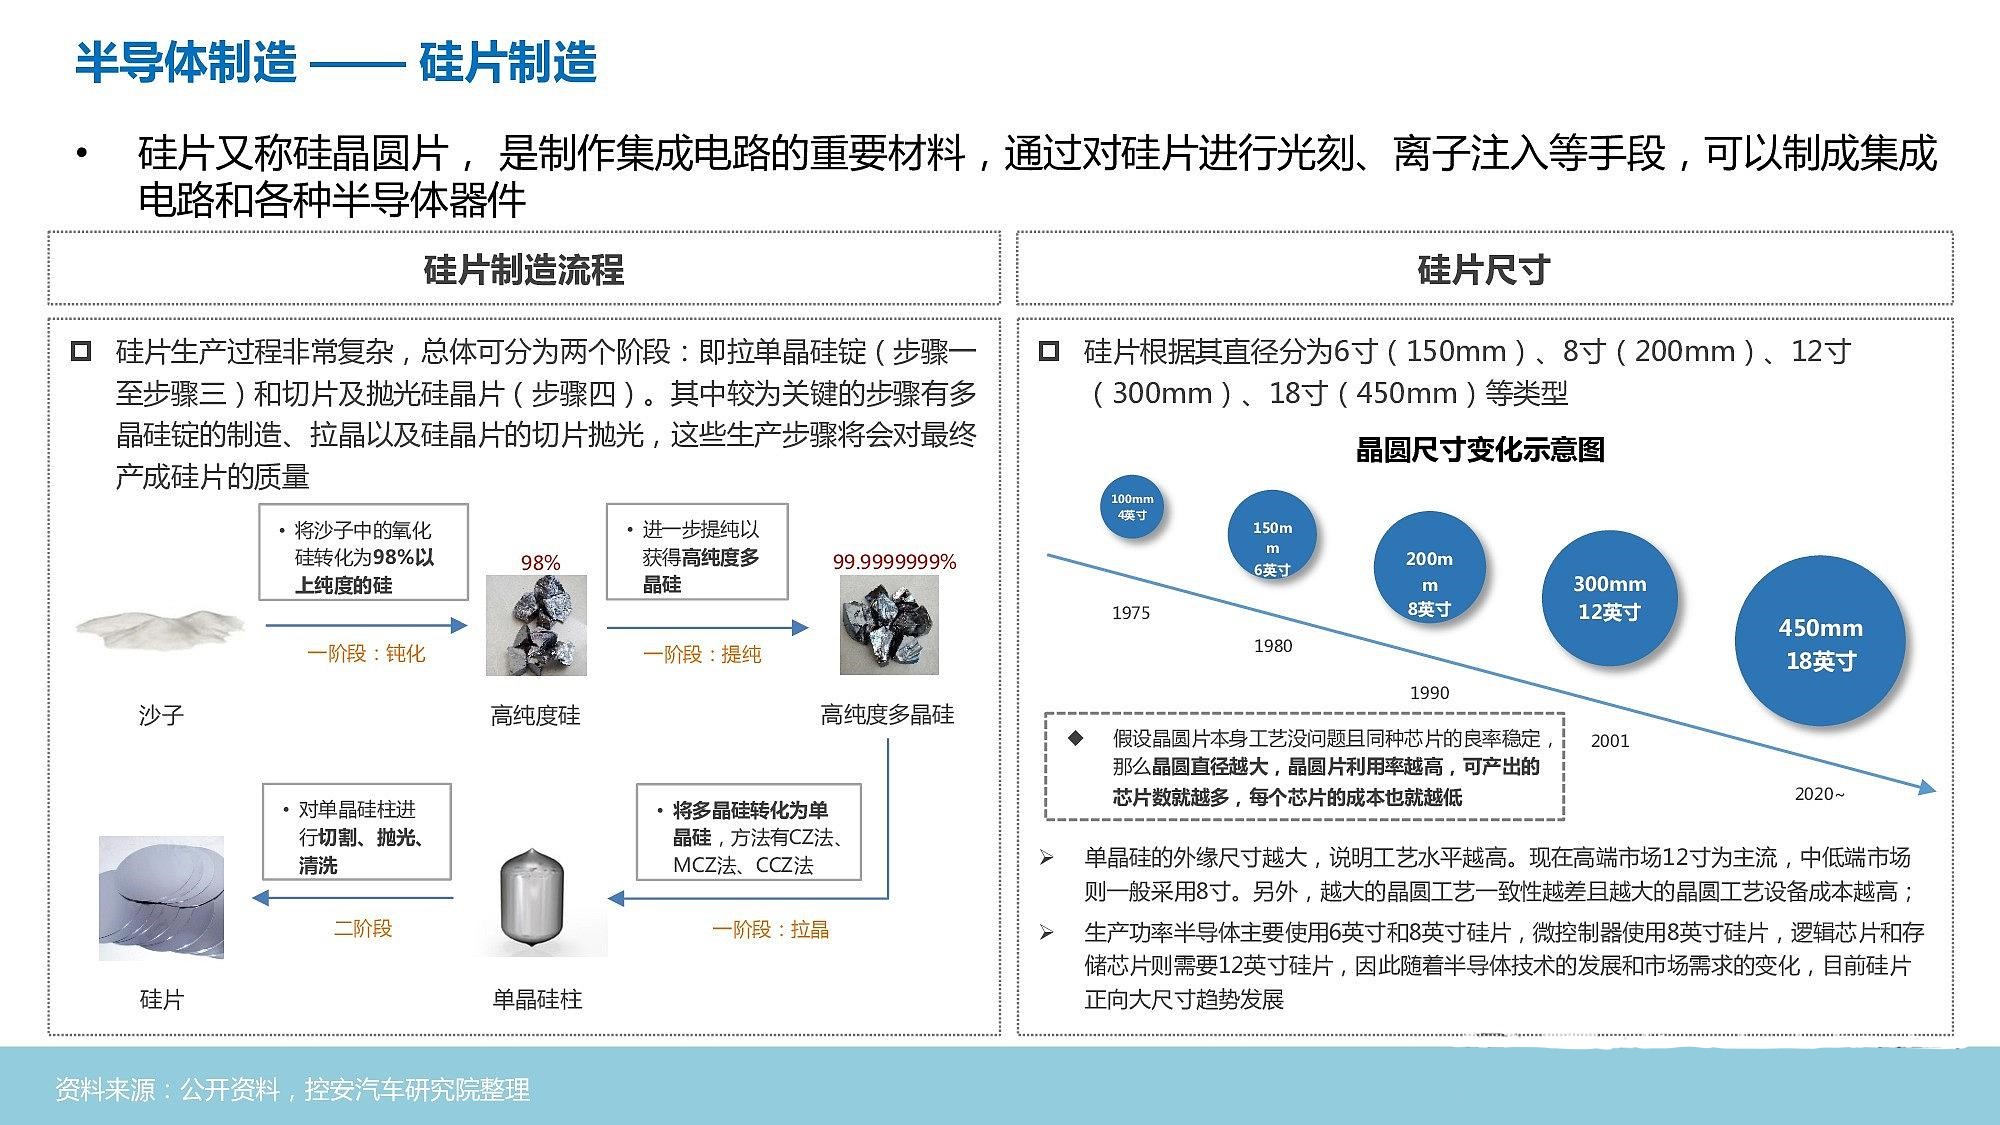 半导体制造 —— 硅片制造
• 硅片又称硅晶圆片， 是制作集成电路的重要材料，通过对硅片进行光刻、离子注入等手段，可以制成集成
电路和各种半导体器件
硅片制造流程
硅片生产过程非常复杂，总体可分为两个阶段：即拉单晶硅锭（步骤一
至步骤三）和切片及抛光硅晶片（步骤四）。其中较为关键的步骤有多
晶硅锭的制造、拉晶以及硅晶片的切片抛光，这些生产步骤将会对最终
产成硅片的质量
• 将沙子中的氧化
硅转化为98%以
上纯度的硅
一阶段：钝化
98%
• 进一步提纯以
获得高纯度多
晶硅
一阶段：提纯
99.9999999%
沙子
高纯度硅
高纯度多晶硅
• 对单晶硅柱进
行切割、抛光、
清洗
二阶段
• 将多晶硅转化为单
晶硅，方法有CZ法、
MCZ法、CCZ法
一阶段：拉晶
硅片
单晶硅柱
硅片尺寸
硅片根据其直径分为6寸（150mm）、8寸（200mm）、12寸
（300mm）、18寸（450mm）等类型
晶圆尺寸变化示意图
100mm
4英寸
150m
m
6英寸
200m
m
8英寸
300mm
12英寸
450mm
18英寸
1975
1980
1990
2001
2020~
◆ 假设晶圆片本身工艺没问题且同种芯片的良率稳定，
那么晶圆直径越大，晶圆片利用率越高，可产出的
芯片数就越多，每个芯片的成本也就越低
➢ 单晶硅的外缘尺寸越大，说明工艺水平越高。现在高端市场12寸为主流，中低端市场
则一般采用8寸。另外，越大的晶圆工艺一致性越差且越大的晶圆工艺设备成本越高；
➢ 生产功率半导体主要使用6英寸和8英寸硅片，微控制器使用8英寸硅片，逻辑芯片和存
储芯片则需要12英寸硅片，因此随着半导体技术的发展和市场需求的变化，目前硅片
正向大尺寸趋势发展
资料来源：公开资料，控安汽车研究院整理